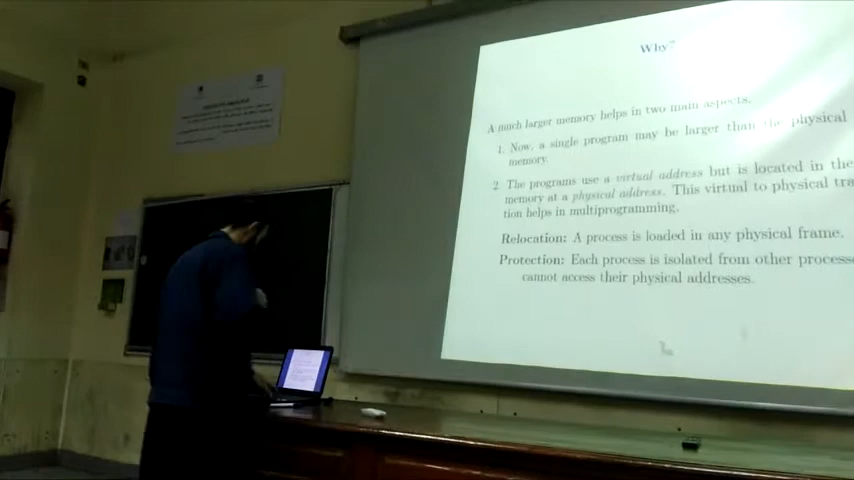 Why?
A much larger memory helps in two main aspects.
1. Now, a single program may be larger than the physical
memory.
2. The programs use a virtual address but is located in the
memory at a physical address. This virtual to physical
tion helps in multiprogramming.
Relocation: A process is loaded in any physical frame.
Protection: Each process is isolated from other
cannot access their physical addresses.